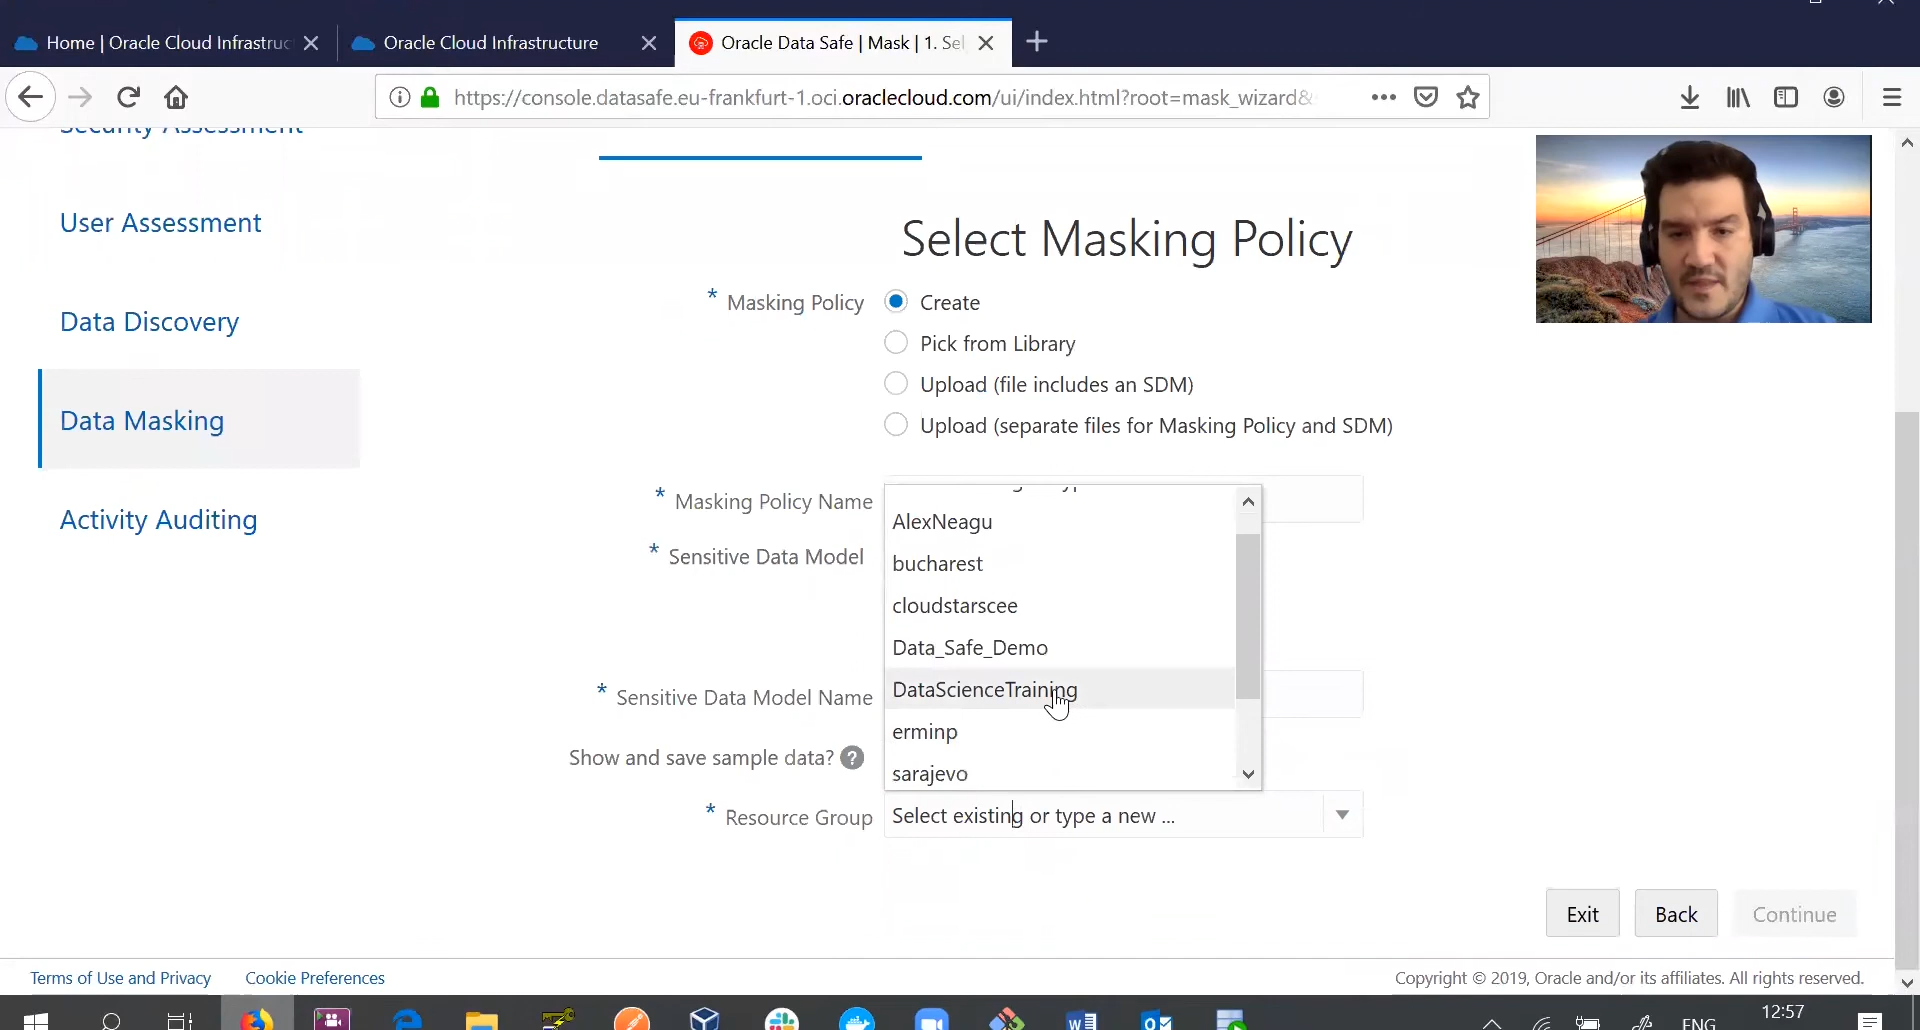 Home | Oracle Cloud Infrastruc
Oracle Cloud Infrastructure
Oracle Data Safe | Mask | 1. Sel
https://console.datasafe.eu-frankfurt-1.oci.oraclecloud.com/ui/index.html?root=mask_wizard&
Security Assessment
User Assessment
Data Discovery
Data Masking
Activity Auditing
Select Masking Policy
* Masking Policy
Create
Pick from Library
Upload (file includes an SDM)
Upload (separate files for Masking Policy and SDM)
* Masking Policy Name
* Sensitive Data Model
AlexNeagu
bucharest
cloudstarscee
Data_Safe_Demo
DataScienceTraining
erminp
sarajevo
* Sensitive Data Model Name
Show and save sample data? ?
* Resource Group
Select existing or type a new ...
Exit
Back
Continue
Terms of Use and Privacy
Cookie Preferences
Copyright © 2019, Oracle and/or its affiliates. All rights reserved.
ENG
12:57